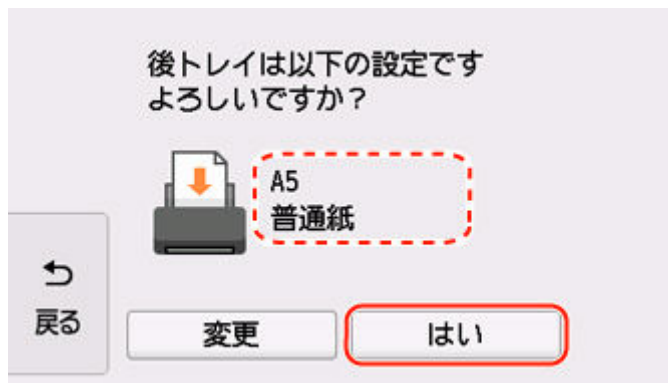 後トレイは以下の設定です
よろしいですか？
A5
普通紙
戻る
変更
はい